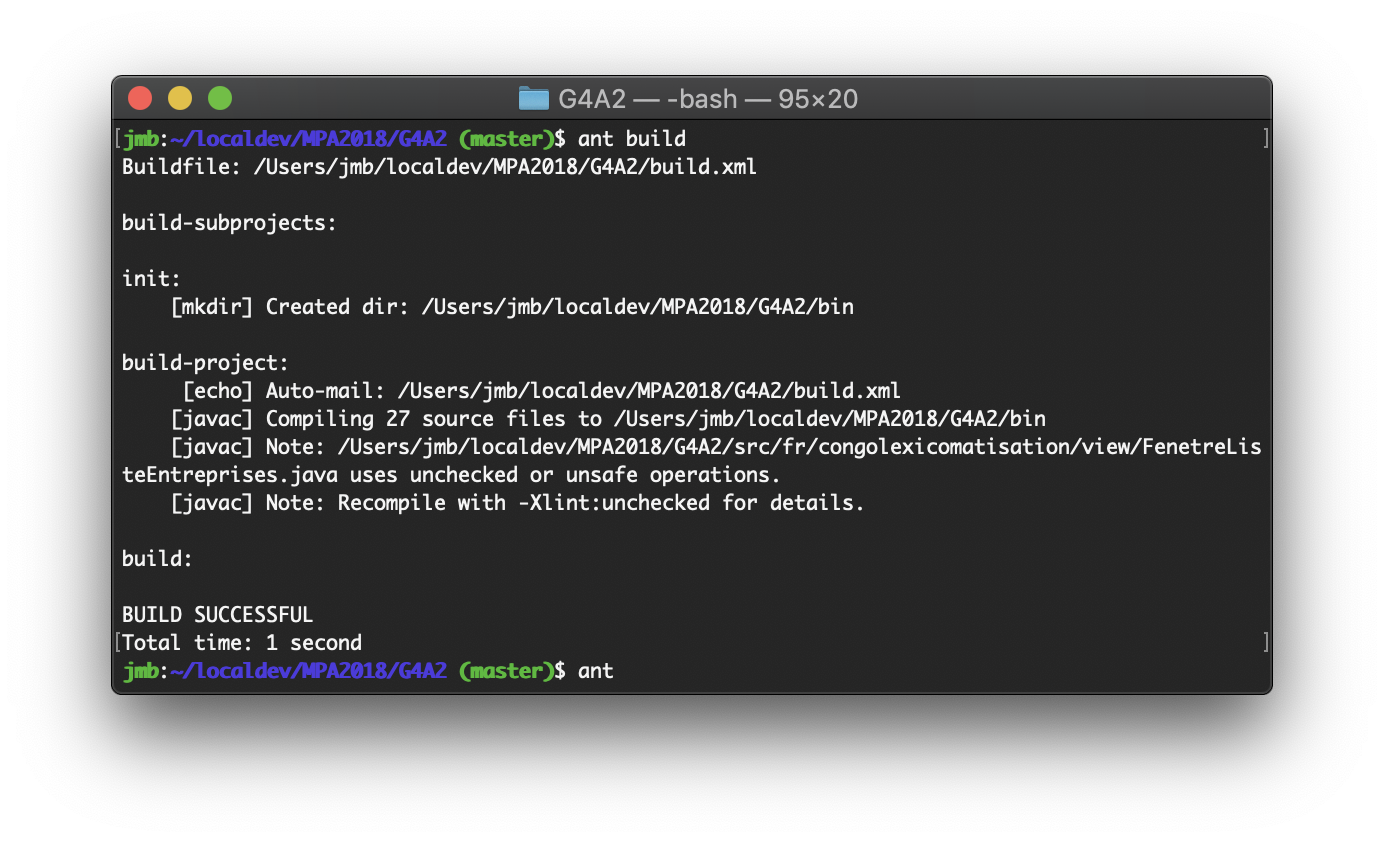 G4A2 — -bash — 95×20
[jmb:~/localdev/MPA2018/G4A2 (master)$ ant build ]
Buildfile: /Users/jmb/localdev/MPA2018/G4A2/build.xml
build-subprojects:
init:
[mkdir] Created dir: /Users/jmb/localdev/MPA2018/G4A2/bin
build-project:
[echo] Auto-mail: /Users/jmb/localdev/MPA2018/G4A2/build.xml
[javac] Compiling 27 source files to /Users/jmb/localdev/MPA2018/G4A2/bin
[javac] Note: /Users/jmb/localdev/MPA2018/G4A2/src/fr/congolexicomatisation/view/FenetreLis
teEntreprises.java uses unchecked or unsafe operations.
[javac] Note: Recompile with -Xlint:unchecked for details.
build:
BUILD SUCCESSFUL
[Total time: 1 second ]
jmb:~/localdev/MPA2018/G4A2 (master)$ ant